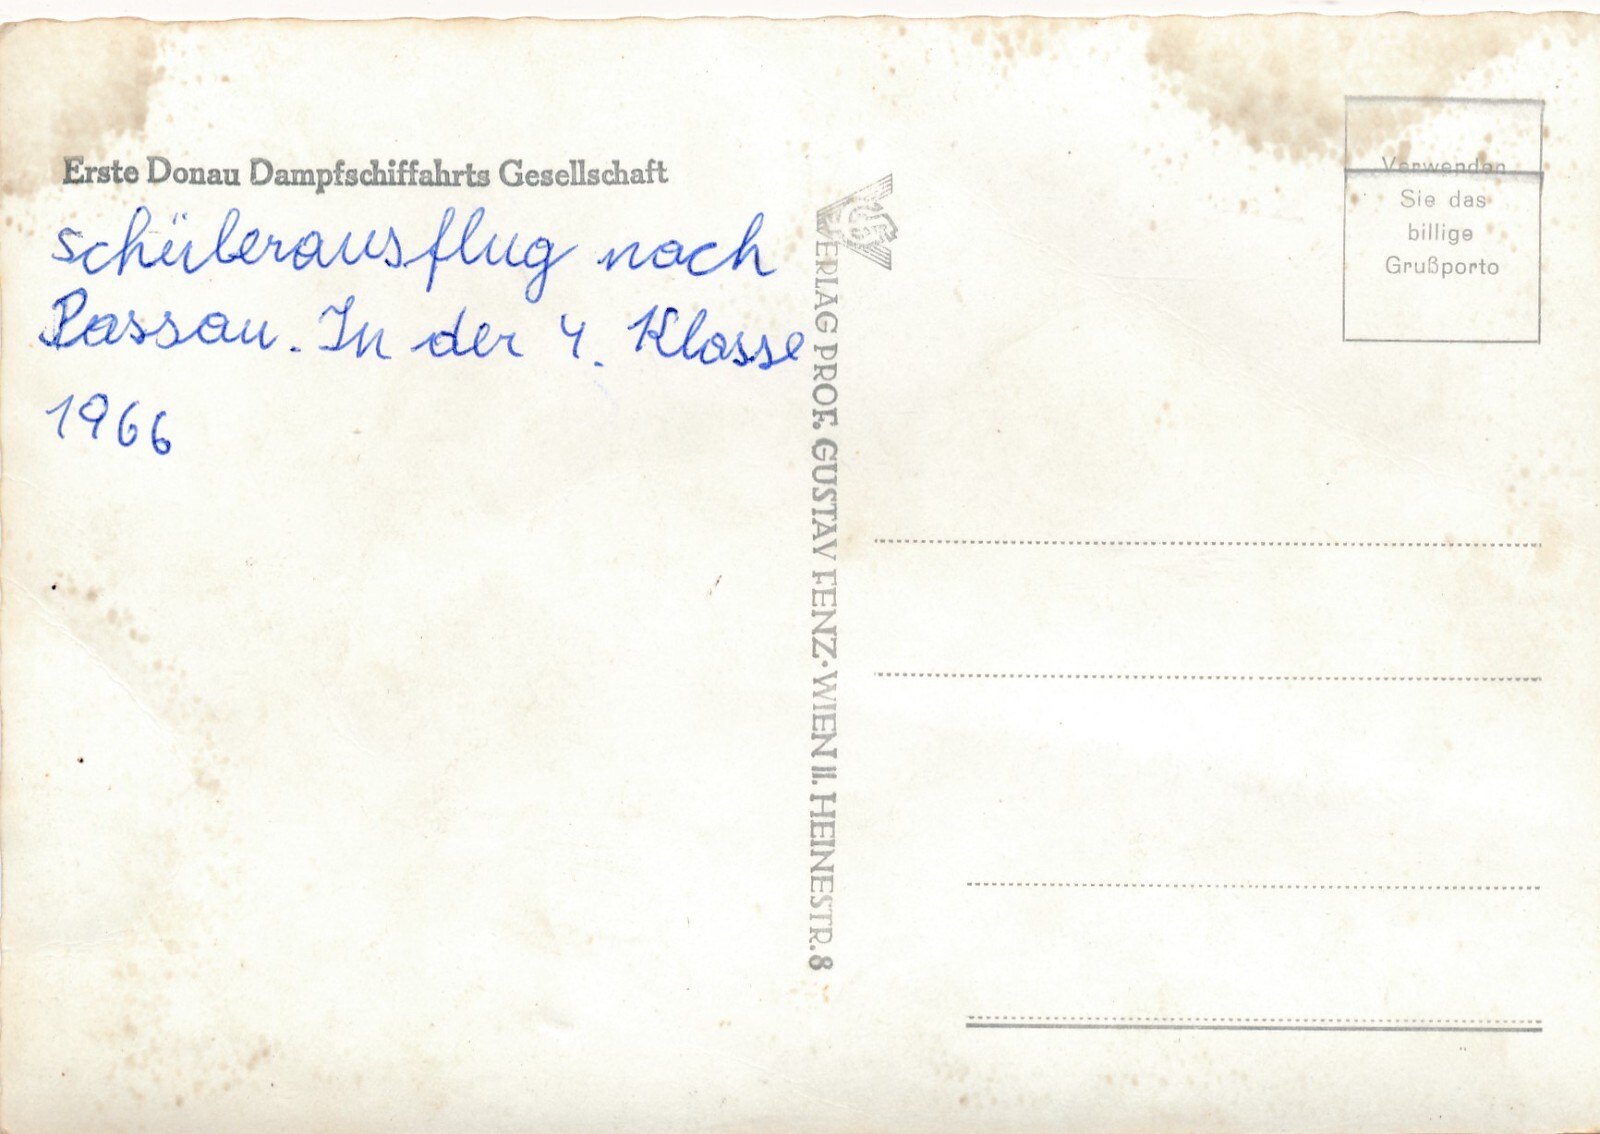 Erste Donau Dampfschiffahrts Gesellschaft
schülerausflug nach
Passau. In der 4. Klasse
1966
VERLAG PROF. GUSTAV FENZ · WIEN II. HEINESTR. 8
Verwenden
Sie das
billige
Grußporto